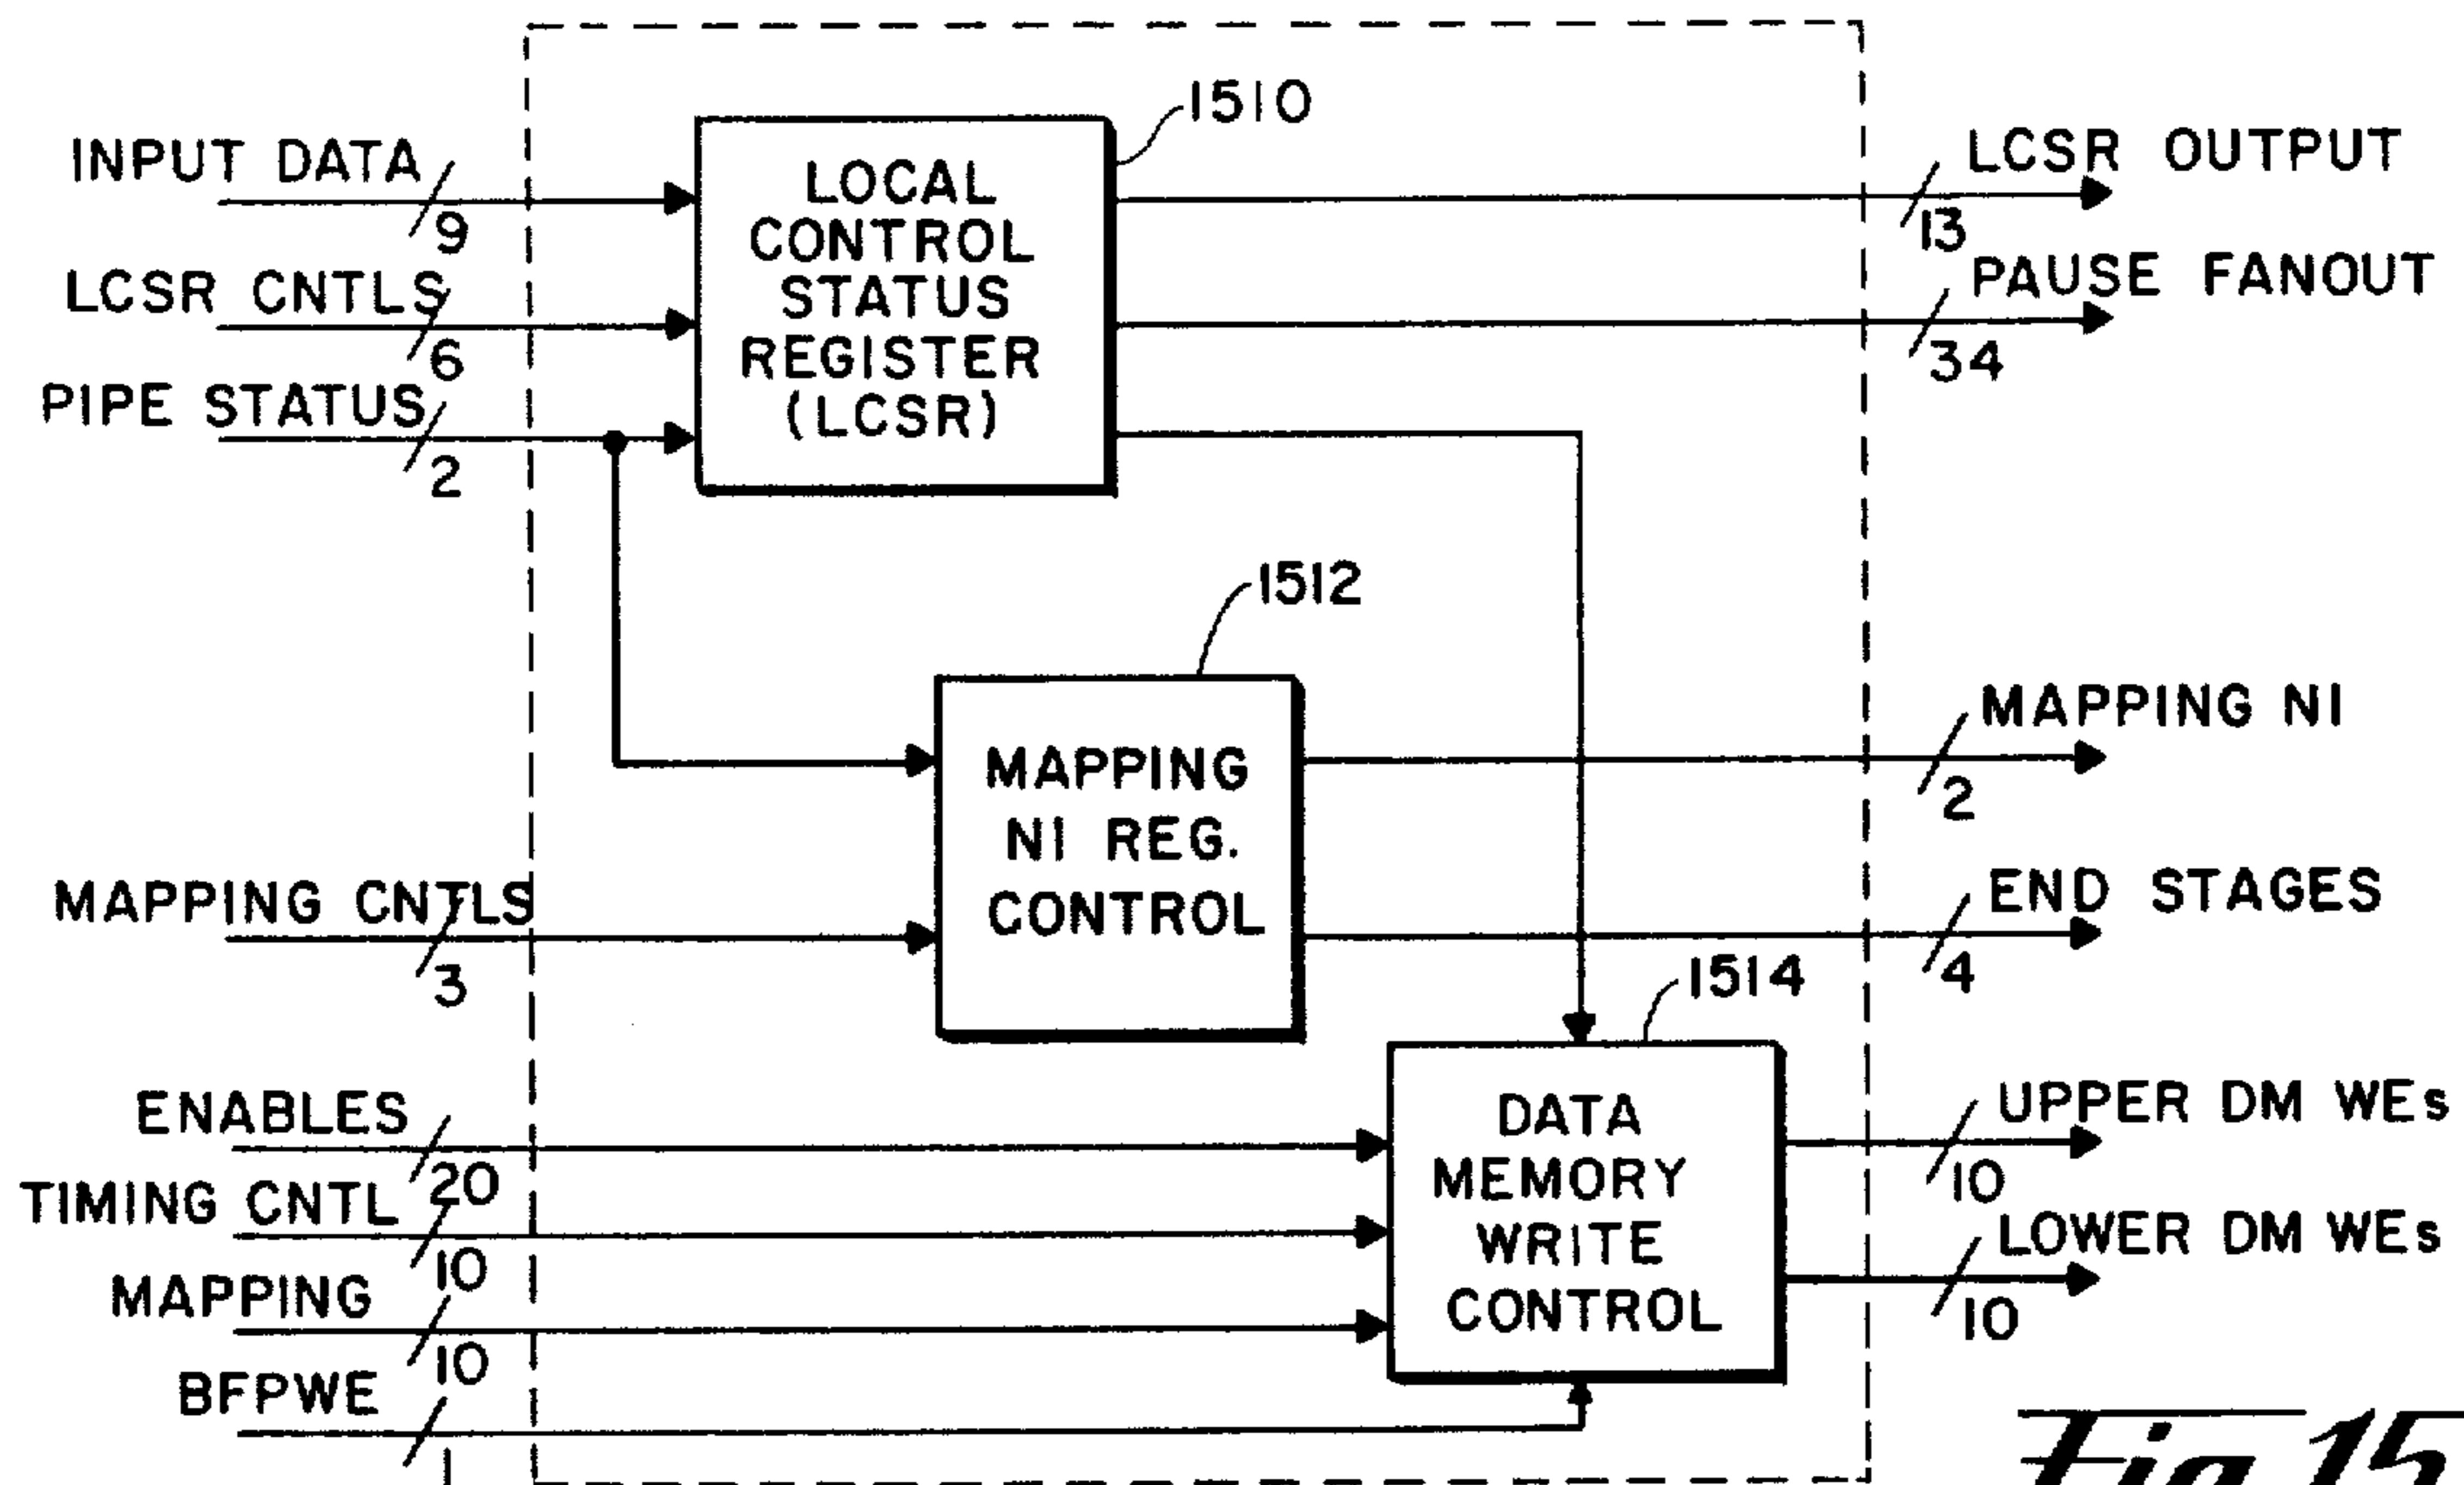 1510
INPUT DATA
9
LCSR CNTLS
6
PIPE STATUS
2
LOCAL
CONTROL
STATUS
REGISTER
(LCSR)
LCSR OUTPUT
13
PAUSE FANOUT
34
1512
MAPPING
NI REG.
CONTROL
MAPPING NI
2
MAPPING CNTLS
3
END STAGES
4
1514
ENABLES
20
TIMING CNTL
10
MAPPING
10
BFPWE
1
DATA
MEMORY
WRITE
CONTROL
UPPER DM WEs
10
LOWER DM WEs
10
Fig 15